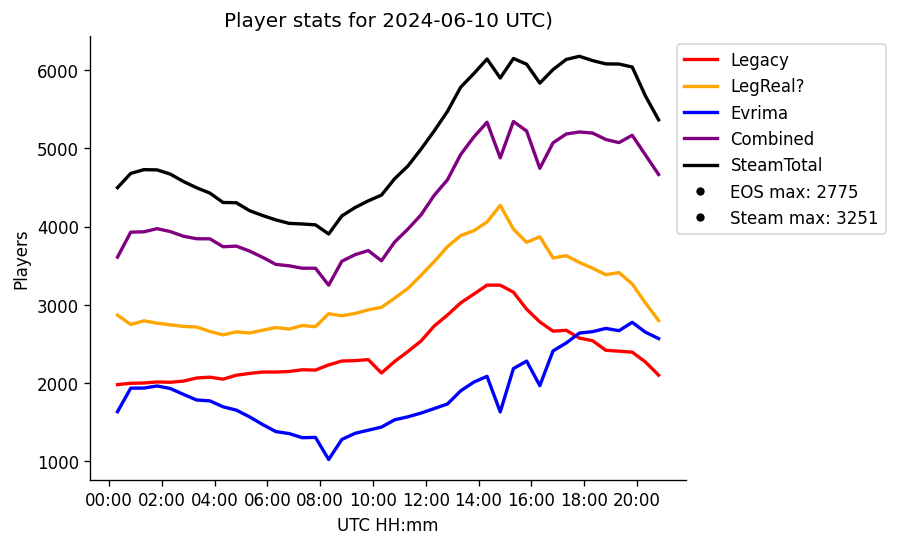 Player stats for 2024-06-10 UTC)
6000
5000
4000
3000
2000
1000
Players
00:00 02:00 04:00 06:00 08:00 10:00 12:00 14:00 16:00 18:00 20:00
UTC HH:mm
Legacy
LegReal?
Evrima
Combined
SteamTotal
EOS max: 2775
Steam max: 3251